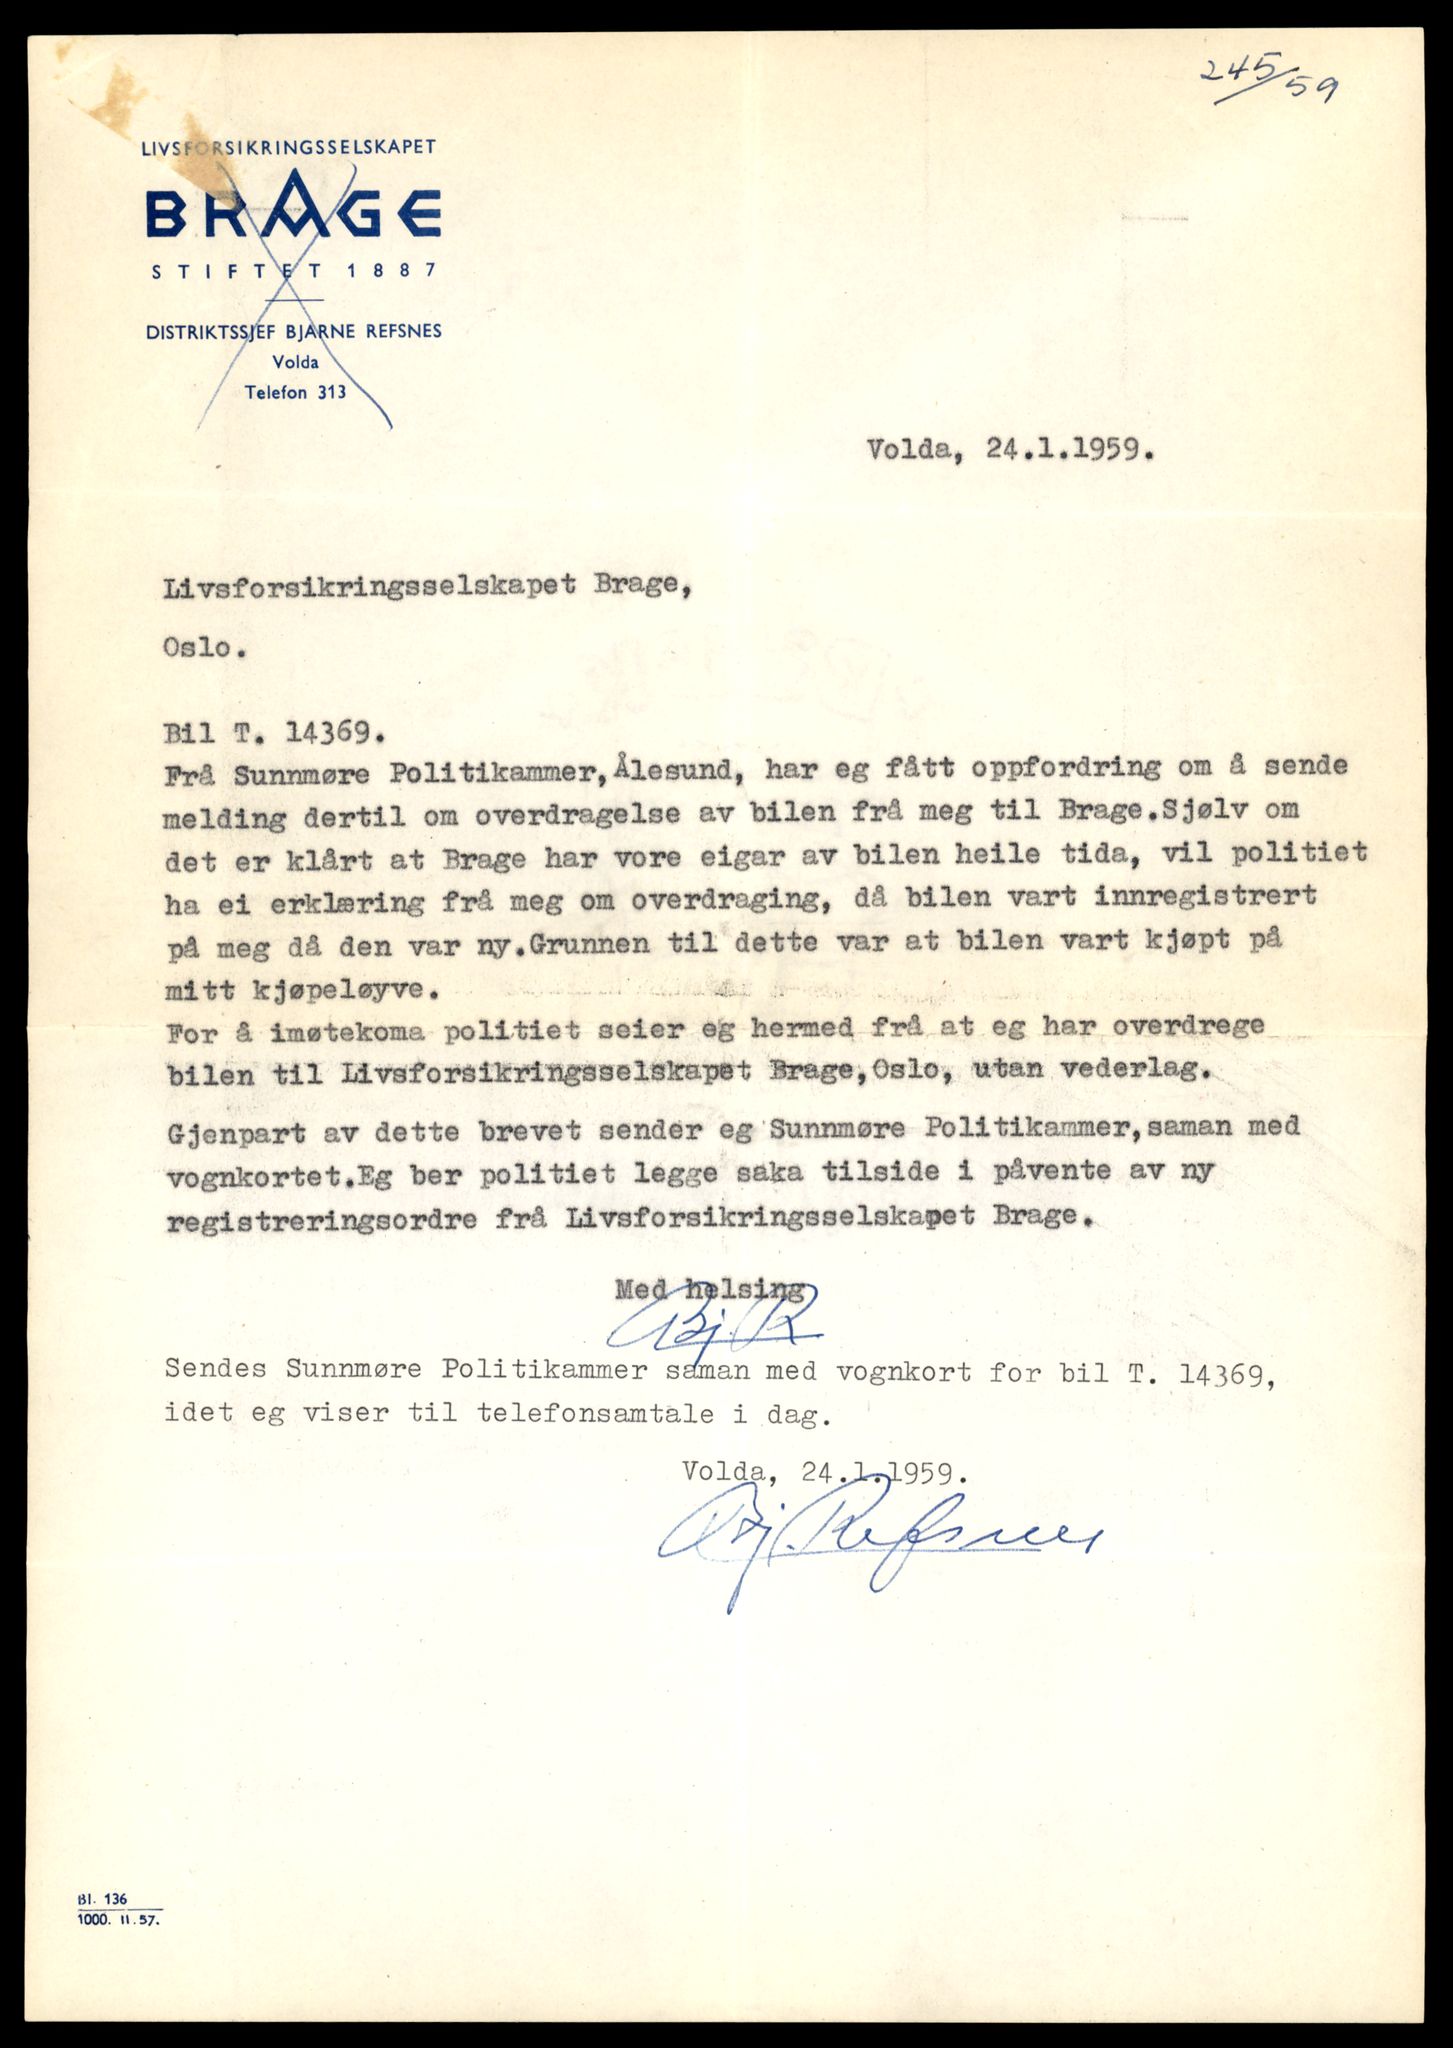 245/59
LIVSFORSIKRINGSSELSKAPET
BRAGE
STIFTET 1887
DISTRIKTSSJEF BJARNE REFSNES
Volda
Telefon 313
Volda, 24.1.1959.
Livsforsikringsselskapet Brage,
Oslo.
Bil T. 14369.
Frå Sunnmøre Politikammer, Ålesund, har eg fått oppfordring om å sende
melding dertil om overdragelse av bilen frå meg til Brage.Sjølv om
det er klårt at Brage har vore eigar av bilen heile tida, vil politiet
ha ei erklæring frå meg om overdraging, då bilen vart innregistrert
på meg då den var ny.Grunnen til dette var at bilen vart kjøpt på
mitt kjøpeløyve.
For å imøtekoma politiet seier eg hermed frå at eg har overdrege
bilen til Livsforsikringsselskapet Brage,Oslo, utan vederlag.
Gjenpart av dette brevet sender eg Sunnmøre Politikammer,saman med
vognkortet.Eg ber politiet legge saka tilside i påvente av ny
registreringsordre frå Livsforsikringsselskapet Brage.
Med helsing
Bj. R
Sendes Sunnmøre Politikammer saman med vognkort for bil T. 14369,
idet eg viser til telefonsamtale i dag.
Volda, 24.1.1959.
Bj. Refsnes
Bl. 136
1000. 11.57.